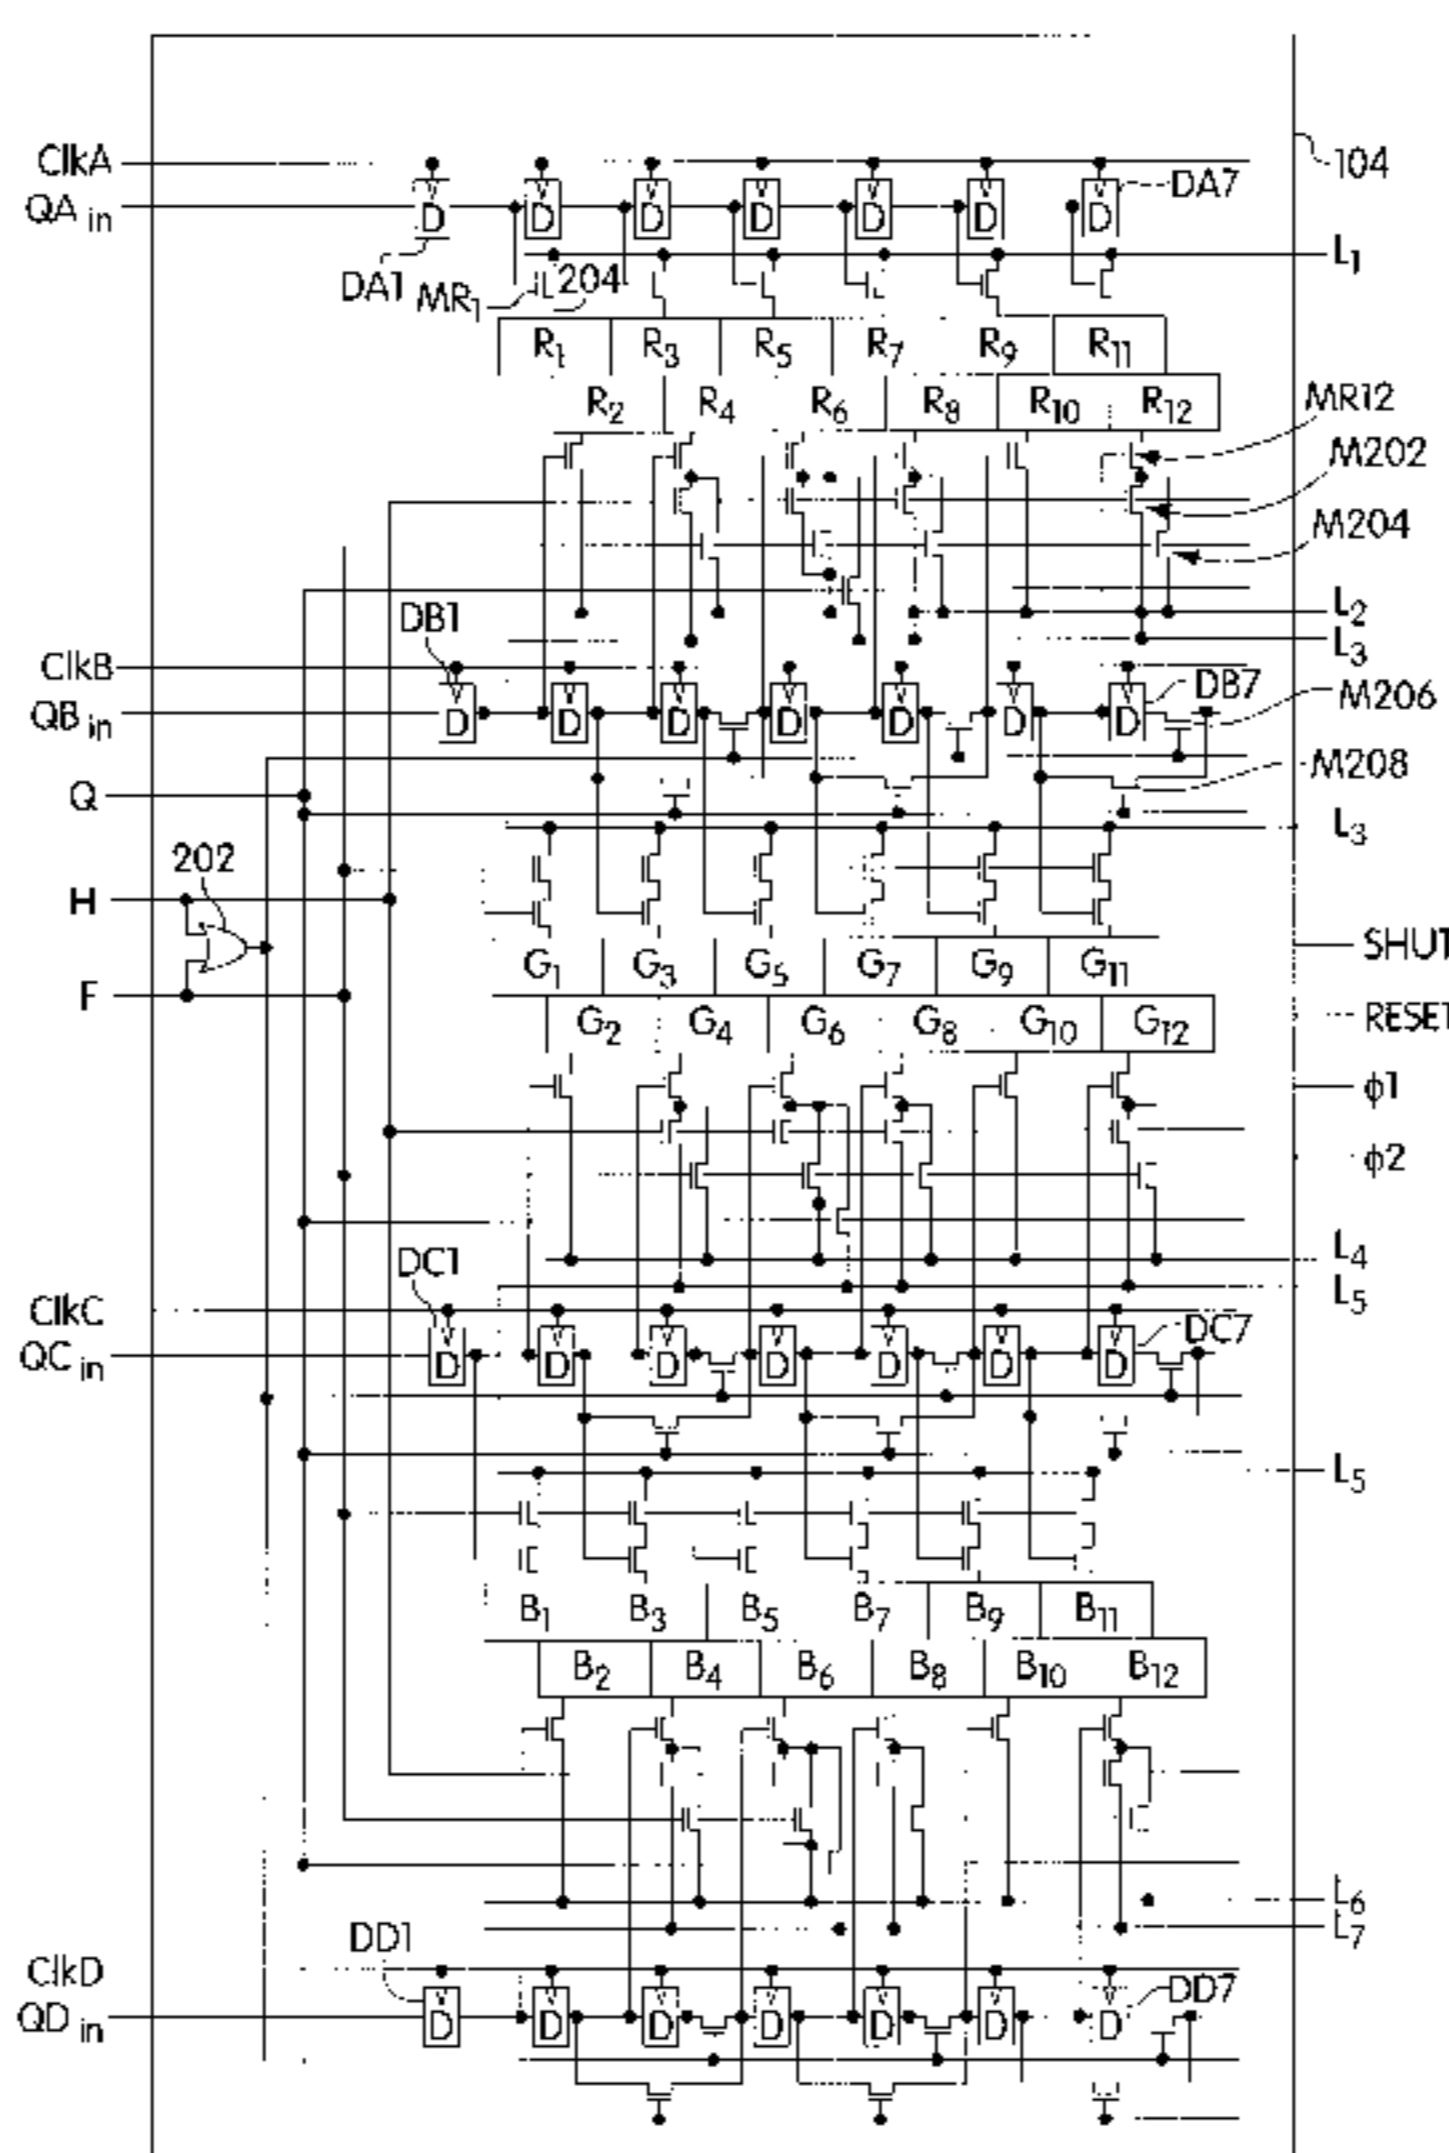 ClkA
QA in
D D D D D D D
DA7
104
L1
DA1
MR1
204
R1 R3 R5 R7 R9 R11
R2 R4 R6 R8 R10 R12
MR12
M202
M204
L2
L3
DB1
ClkB
QB in
D D D D D D D
DB7
M206
M208
Q
L3
202
H
F
G1 G3 G5 G7 G9 G11
SHUT
G2 G4 G6 G8 G10 G12
RESET
ϕ1
ϕ2
L4
L5
DC1
ClkC
QC in
D D D D D D D
DC7
L5
B1 B3 B5 B7 B9 B11
B2 B4 B6 B8 B10 B12
L6
L7
DD1
ClkD
QD in
D D D D D D D
DD7